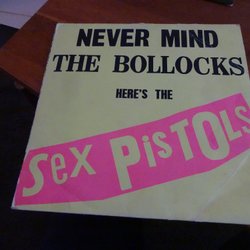 NEVER MIND
THE BOLLOCKS
HERE'S THE
Sex PiSTOLS